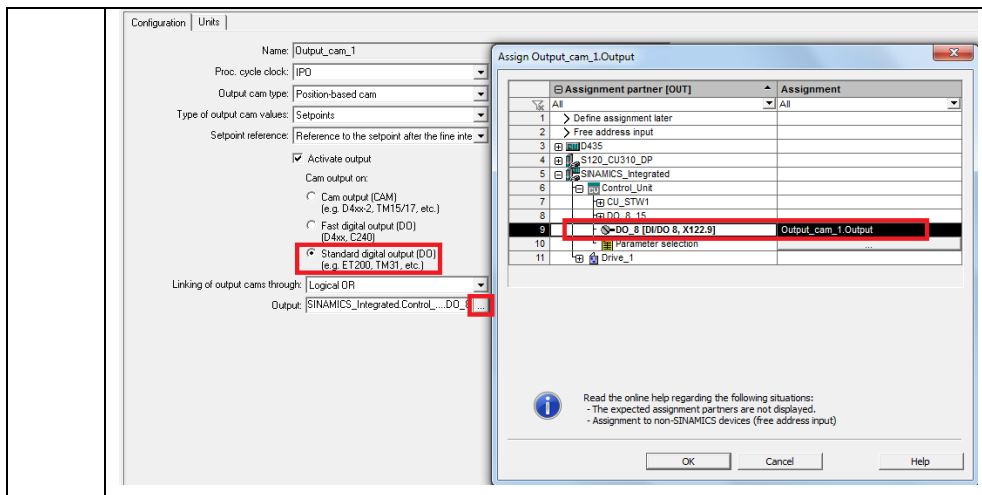 Configuration Units
Name: Output_cam_1
Proc. cycle clock: IPO
Output cam type: Position-based cam
Type of output cam values: Setpoints
Setpoint reference: Reference to the setpoint after the fine inte
Activate output
Cam output on:
Cam output (CAM)
(e.g. D4xx-2, TM15/17, etc.)
Fast digital output (DO)
(D4xx, C240)
Standard digital output (DO)
(e.g. ET200, TM31, etc.)
Linking of output cams through: Logical OR
Output: SINAMICS_Integrated.Control_....DO_8 ...
Assign Output_cam_1.Output
Assignment partner [OUT] Assignment
All All
1 Define assignment later
2 Free address input
3 D435
4 S120_CU310_DP
5 SINAMICS_Integrated
6 Control_Unit
7 CU_STW1
8 DO_8_15
9 DO_8 [DI/DO 8, X122.9] Output_cam_1.Output
10 Parameter selection ...
11 Drive_1
Read the online help regarding the following situations:
- The expected assignment partners are not displayed.
- Assignment to non-SINAMICS devices (free address input)
OK Cancel Help